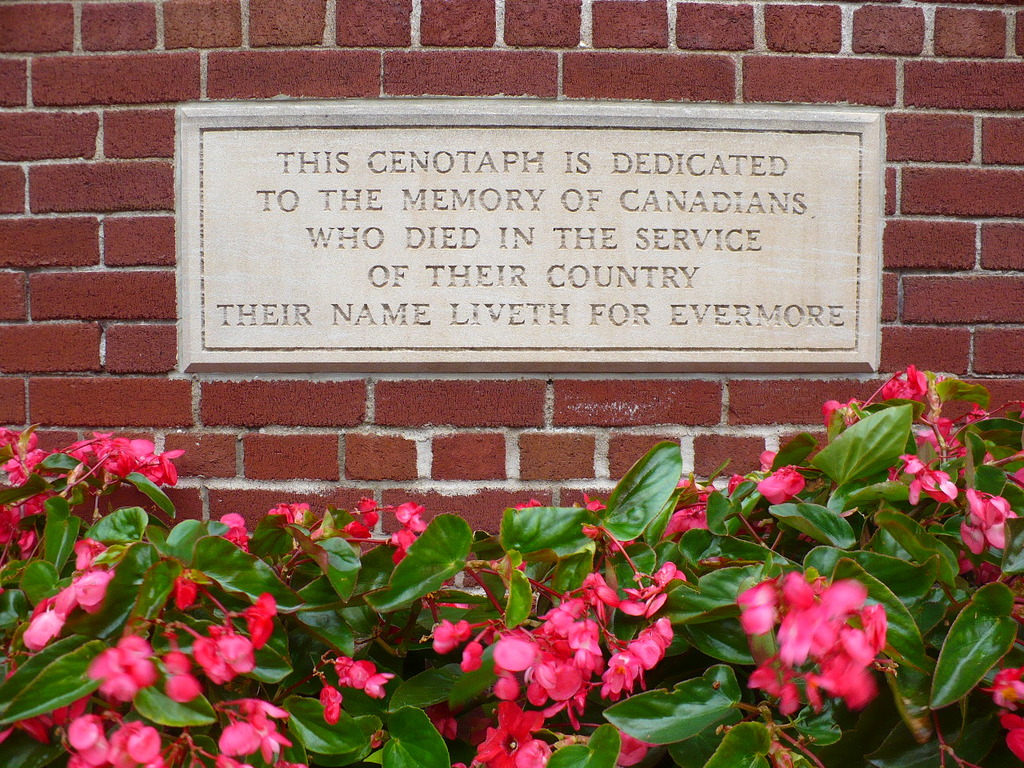 THIS CENOTAPH IS DEDICATED
TO THE MEMORY OF CANADIANS
WHO DIED IN THE SERVICE
OF THEIR COUNTRY
THEIR NAME LIVETH FOR EVERMORE